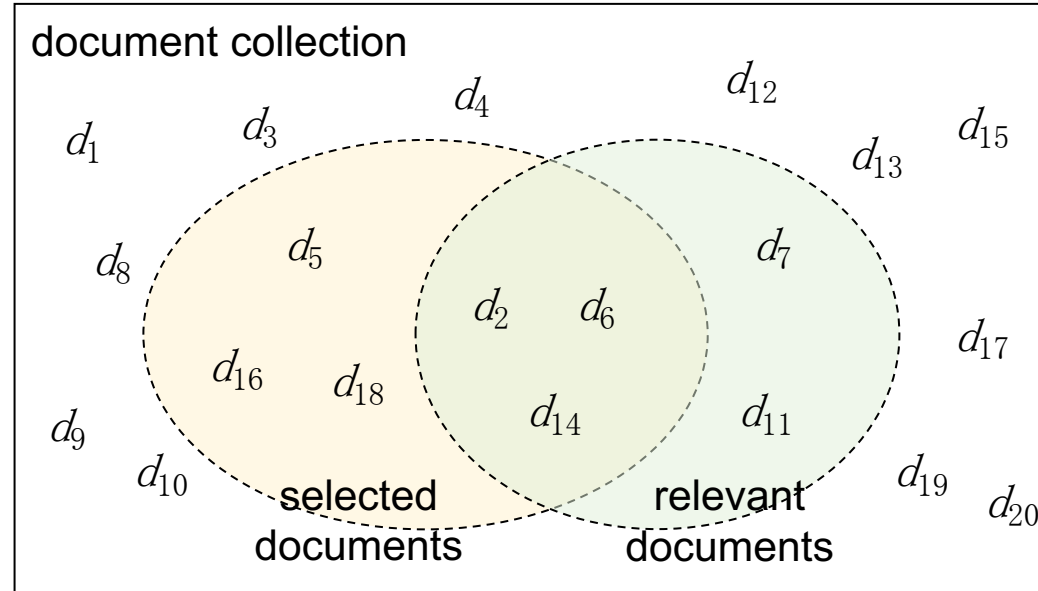 document collection
d₄
d₁₂
d₁
d₃
d₁₅
d₁₃
d₅
d₇
d₈
d₂
d₆
d₁₇
d₁₆
d₁₈
d₁₄
d₁₁
d₉
d₁₀
d₁₉
d₂₀
selected documents
relevant documents